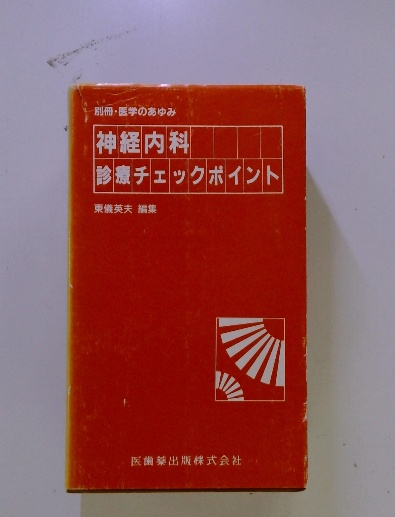 別冊・医学のあゆみ
神経内科
診療チェックポイント
東儀英夫 編集
医歯薬出版株式会社